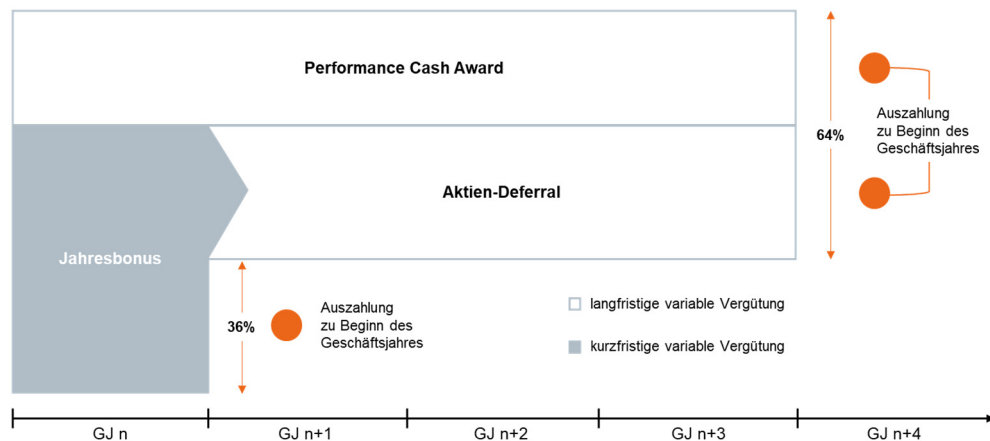 Performance Cash Award
Auszahlung
zu Beginn des
Geschäftsjahres
64%
Aktien-Deferral
Jahresbonus
36%
Auszahlung
zu Beginn des
Geschäftsjahres
langfristige variable Vergütung
kurzfristige variable Vergütung
GJ n
GJ n+1
GJ n+2
GJ n+3
GJ n+4